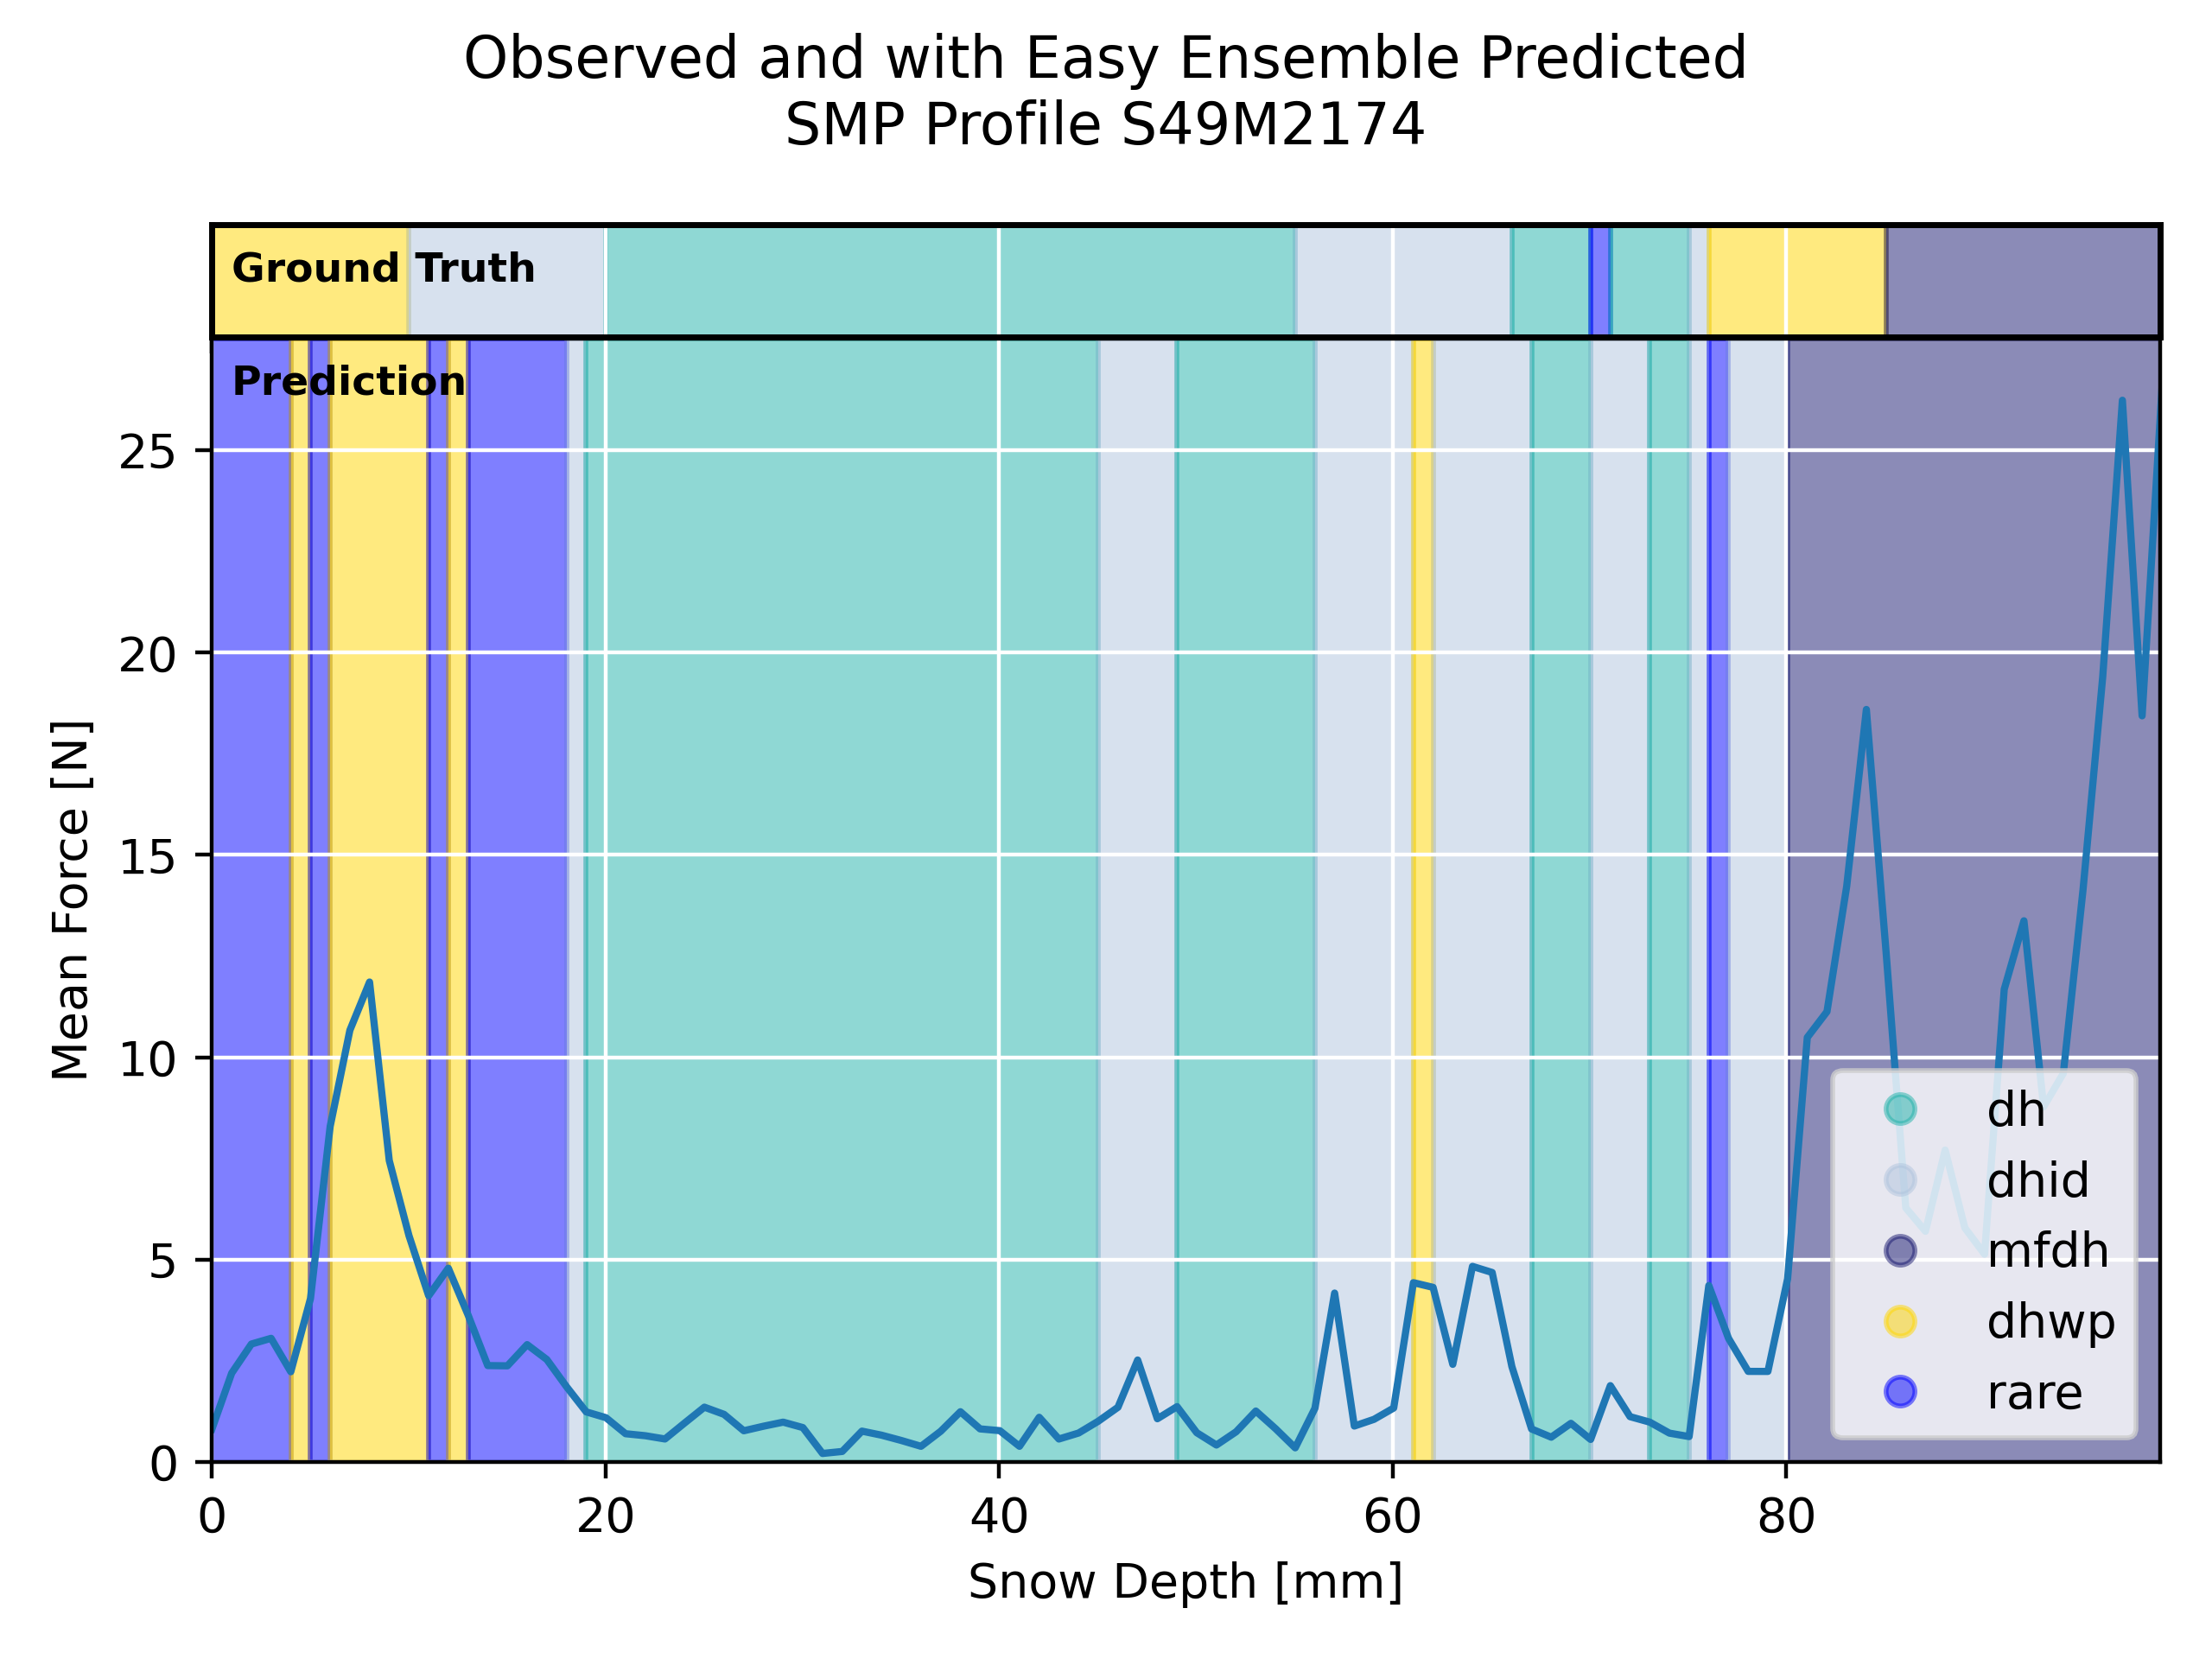 Observed and with Easy Ensemble Predicted
SMP Profile S49M2174
Ground Truth
Prediction
25
20
15
10
5
0
Mean Force [N]
0 20 40 60 80
Snow Depth [mm]
dh
dhid
mfdh
dhwp
rare